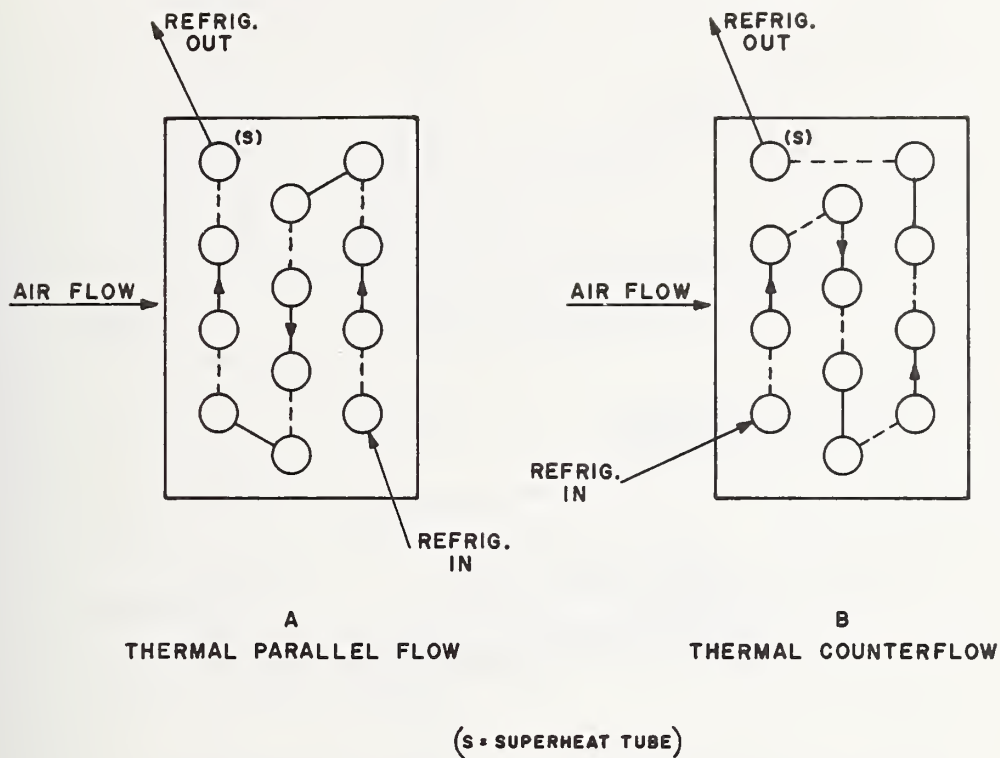 REFRIG.
OUT
(S)
AIR FLOW
REFRIG.
IN
A
THERMAL PARALLEL FLOW
REFRIG.
OUT
(S)
AIR FLOW
REFRIG.
IN
B
THERMAL COUNTERFLOW
(S = SUPERHEAT TUBE)